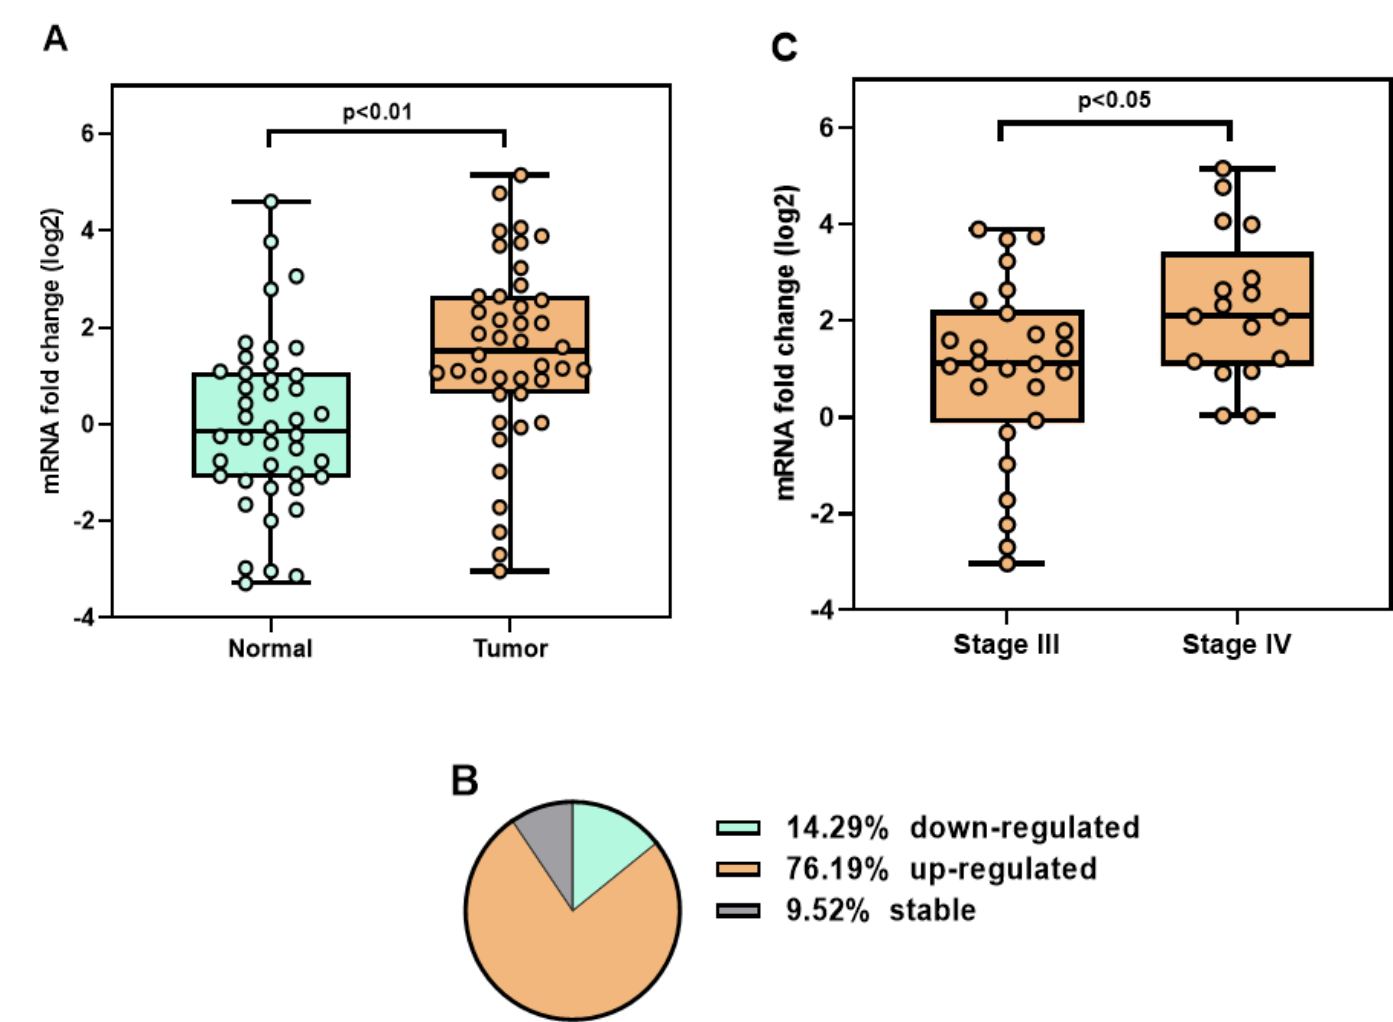 A
p<0.01
mRNA fold change (log2)
6
4
2
0
-2
-4
Normal Tumor
C
p<0.05
mRNA fold change (log2)
6
4
2
0
-2
-4
Stage III Stage IV
B
14.29% down-regulated
76.19% up-regulated
9.52% stable